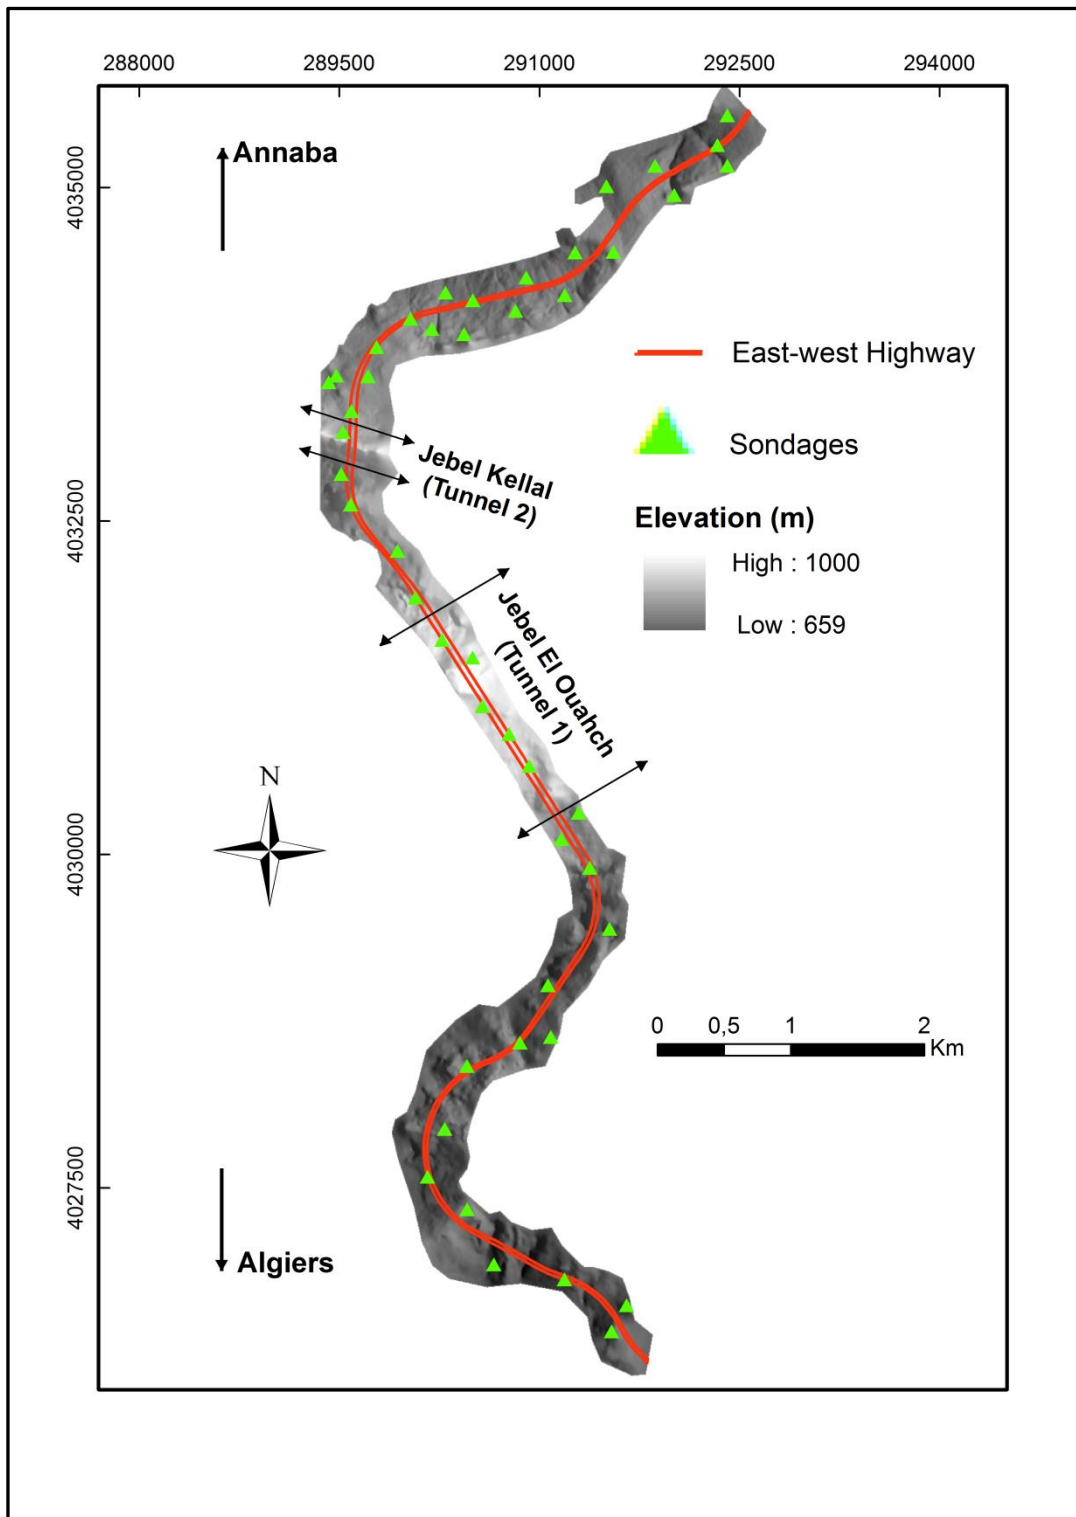 288000 289500 291000 292500 294000
4035000
4032500
4030000
4027500
Annaba
East-west Highway
Sondages
Jebel Kellal
(Tunnel 2)
Elevation (m)
High : 1000
Low : 659
Jebel El Ouahch
(Tunnel 1)
N
0 0,5 1 2
Km
Algiers